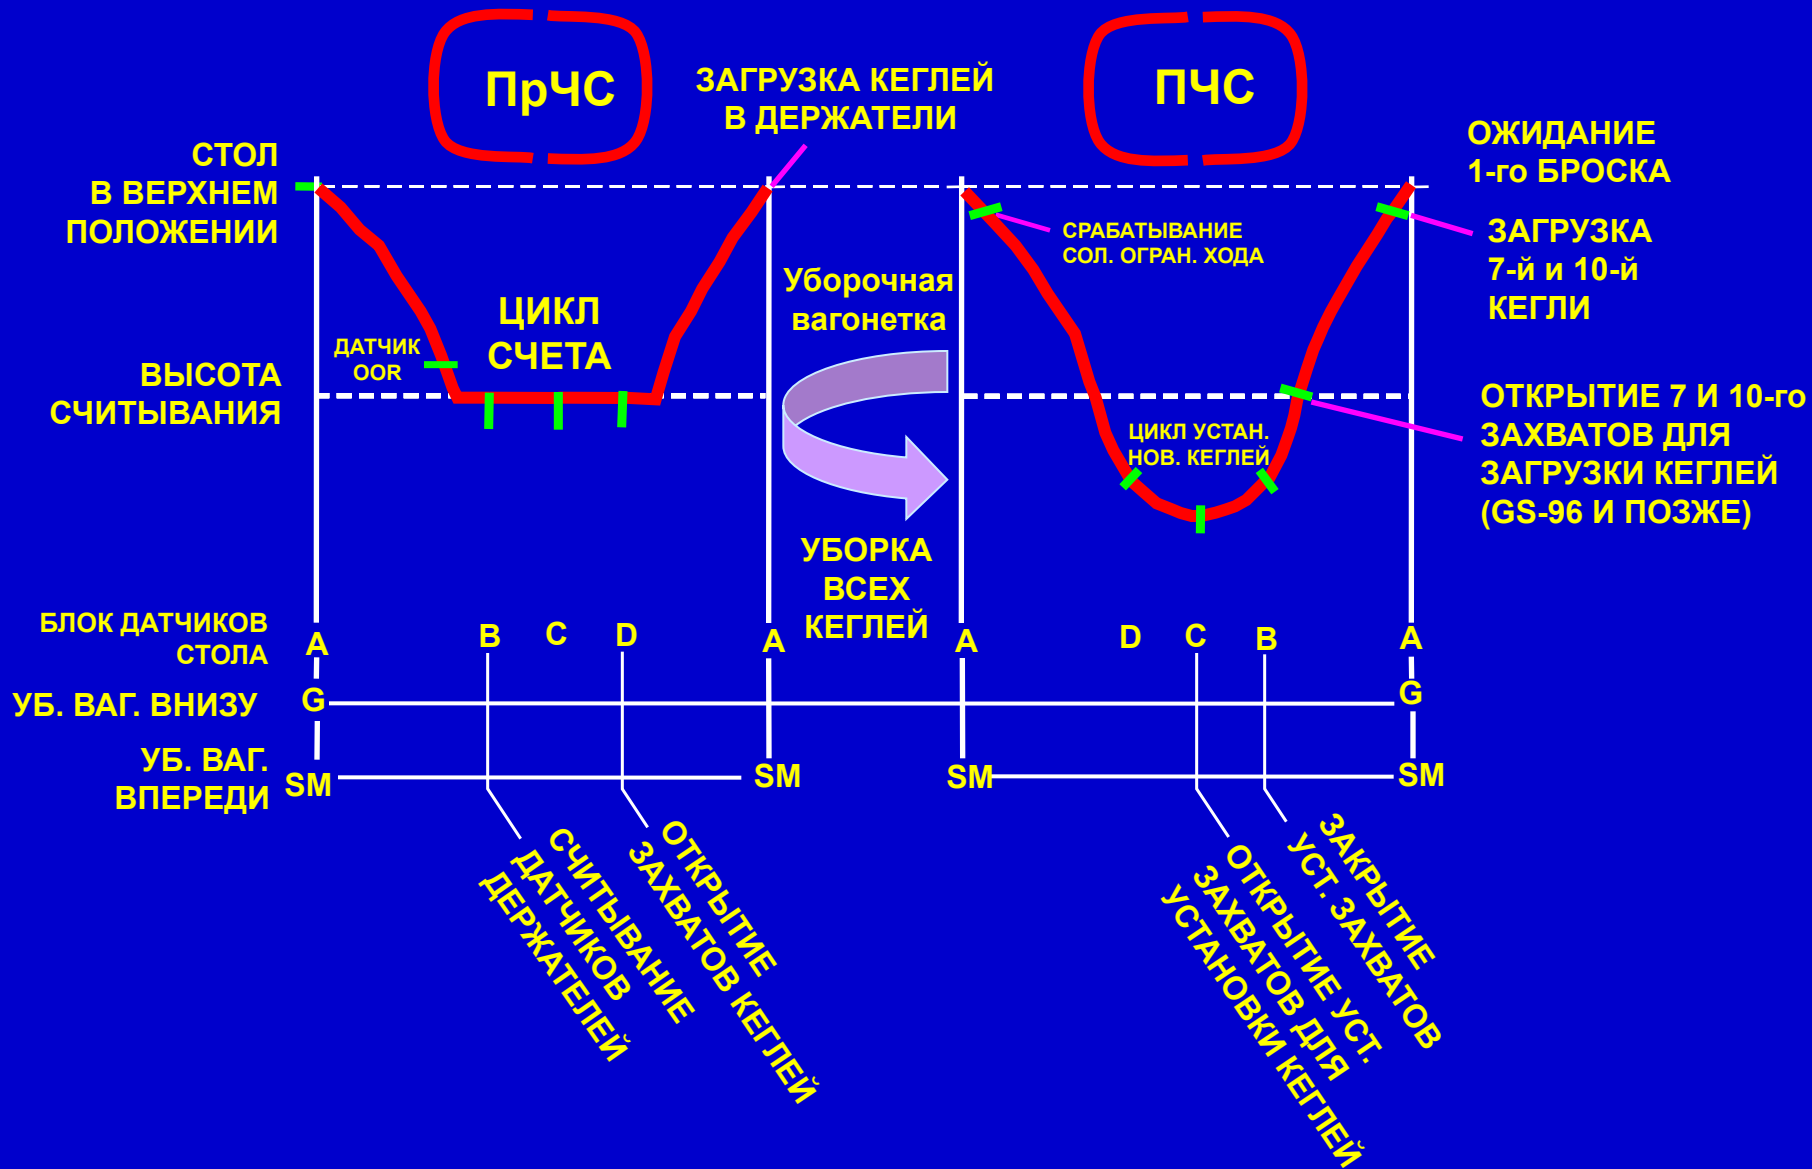 ПрЧС
ПЧС
ЗАГРУЗКА КЕГЛЕЙ
В ДЕРЖАТЕЛИ
СТОЛ
В ВЕРХНЕМ
ПОЛОЖЕНИИ
ОЖИДАНИЕ
1-го БРОСКА
СРАБАТЫВАНИЕ
СОЛ. ОГРАН. ХОДА
ЗАГРУЗКА
7-й и 10-й
КЕГЛИ
Уборочная
вагонетка
ЦИКЛ
СЧЕТА
ДАТЧИК
OOR
ВЫСОТА
СЧИТЫВАНИЯ
ОТКРЫТИЕ 7 И 10-го
ЗАХВАТОВ ДЛЯ
ЗАГРУЗКИ КЕГЛЕЙ
(GS-96 И ПОЗЖЕ)
ЦИКЛ УСТАН.
НОВ. КЕГЛЕЙ
УБОРКА
ВСЕХ
КЕГЛЕЙ
БЛОК ДАТЧИКОВ
СТОЛА
A B C D A A D C B A
УБ. ВАГ. ВНИЗУ
G G
УБ. ВАГ.
ВПЕРЕДИ
SM SM SM SM
СЧИТЫВАНИЕ
ДАТЧИКОВ
ДЕРЖАТЕЛЕЙ
ОТКРЫТИЕ
ЗАХВАТОВ КЕГЛЕЙ
ОТКРЫТИЕ УСТ.
ЗАХВАТОВ ДЛЯ
УСТАНОВКИ КЕГЛЕЙ
ЗАКРЫТИЕ
УСТ. ЗАХВАТОВ